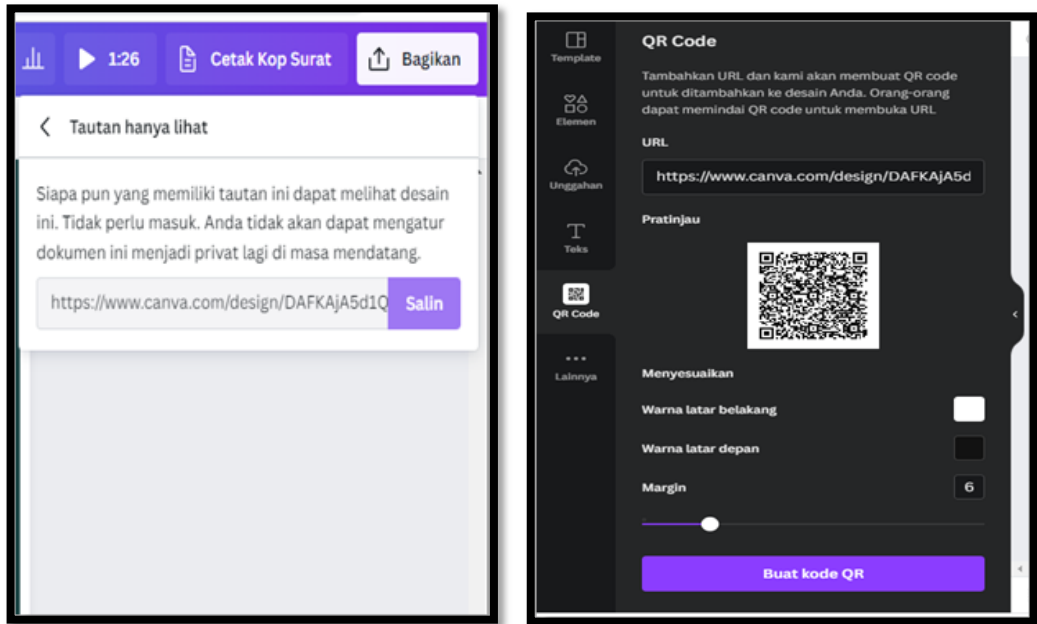 1:26
Cetak Kop Surat
Bagikan
Tautan hanya lihat
Siapa pun yang memiliki tautan ini dapat melihat desain
ini. Tidak perlu masuk. Anda tidak akan dapat mengatur
dokumen ini menjadi privat lagi di masa mendatang.
https://www.canva.com/design/DAFKAjA5d1Q
Salin
Template
Elemen
Unggahan
Teks
QR Code
Lainnya
QR Code
Tambahkan URL dan kami akan membuat QR code
untuk ditambahkan ke desain Anda. Orang-orang
dapat memindai QR code untuk membuka URL.
URL
https://www.canva.com/design/DAFKAjA5d
Pratinjau
Menyesuaikan
Warna latar belakang
Warna latar depan
Margin
6
Buat kode QR